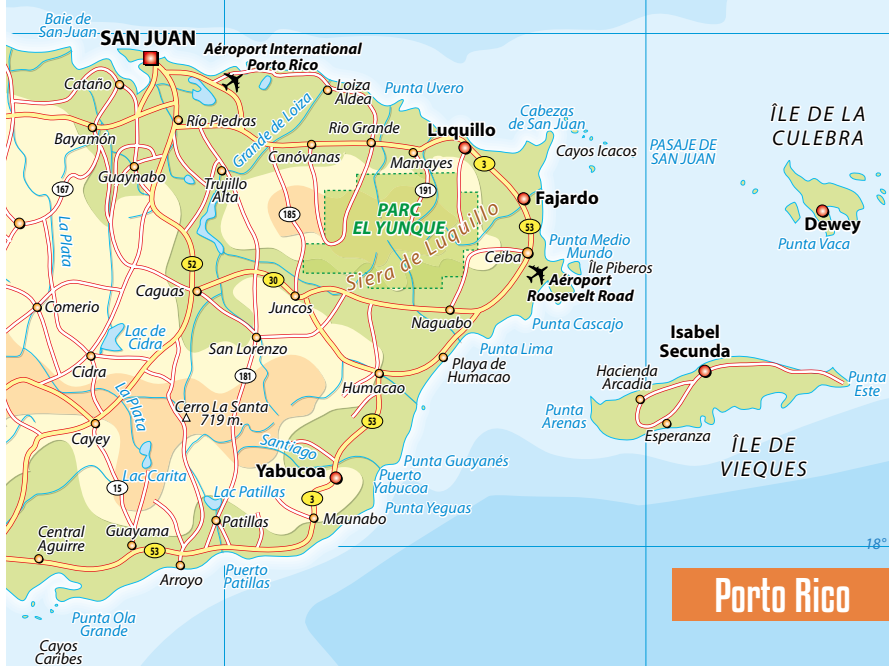 Baie de
San-Juan
SAN JUAN
Aéroport International
Porto Rico
Cataño
Loiza
Aldea
Punta Uvero
Cabezas
de San Juan
ÎLE DE LA
CULEBRA
Bayamón
Río Piedras
Grande de Loiza
Rio Grande
Luquillo
Canóvanas
Mamayes
3
Cayos Icacos
PASAJE DE
SAN JUAN
Guaynabo
167
Trujillo
Alta
191
185
PARC
EL YUNQUE
Siera de Luquillo
Fajardo
Dewey
Punta Vaca
La Plata
53
Punta Medio
Mundo
Ceiba
Île Piberos
52
30
Aéroport
Roosevelt Road
Caguas
Juncos
Comerio
Naguabo
Punta Cascajo
Lac de
Cidra
San Lorenzo
Punta Lima
Isabel
Secunda
Cidra
181
Playa de
Humacao
Hacienda
Arcadia
Punta
Este
Humacao
La Plata
Cerro La Santa
719 m.
53
Punta
Arenas
Cayey
Santiago
Esperanza
ÎLE DE
VIEQUES
Yabucoa
Punta Guayanés
Puerto
Yabucoa
Lac Carita
15
Lac Patillas
3
Punta Yeguas
Central
Aguirre
Guayama
Patillas
Maunabo
53
18°
Arroyo
Puerto
Patillas
Porto Rico
Punta Ola
Grande
Cayos
Caribes